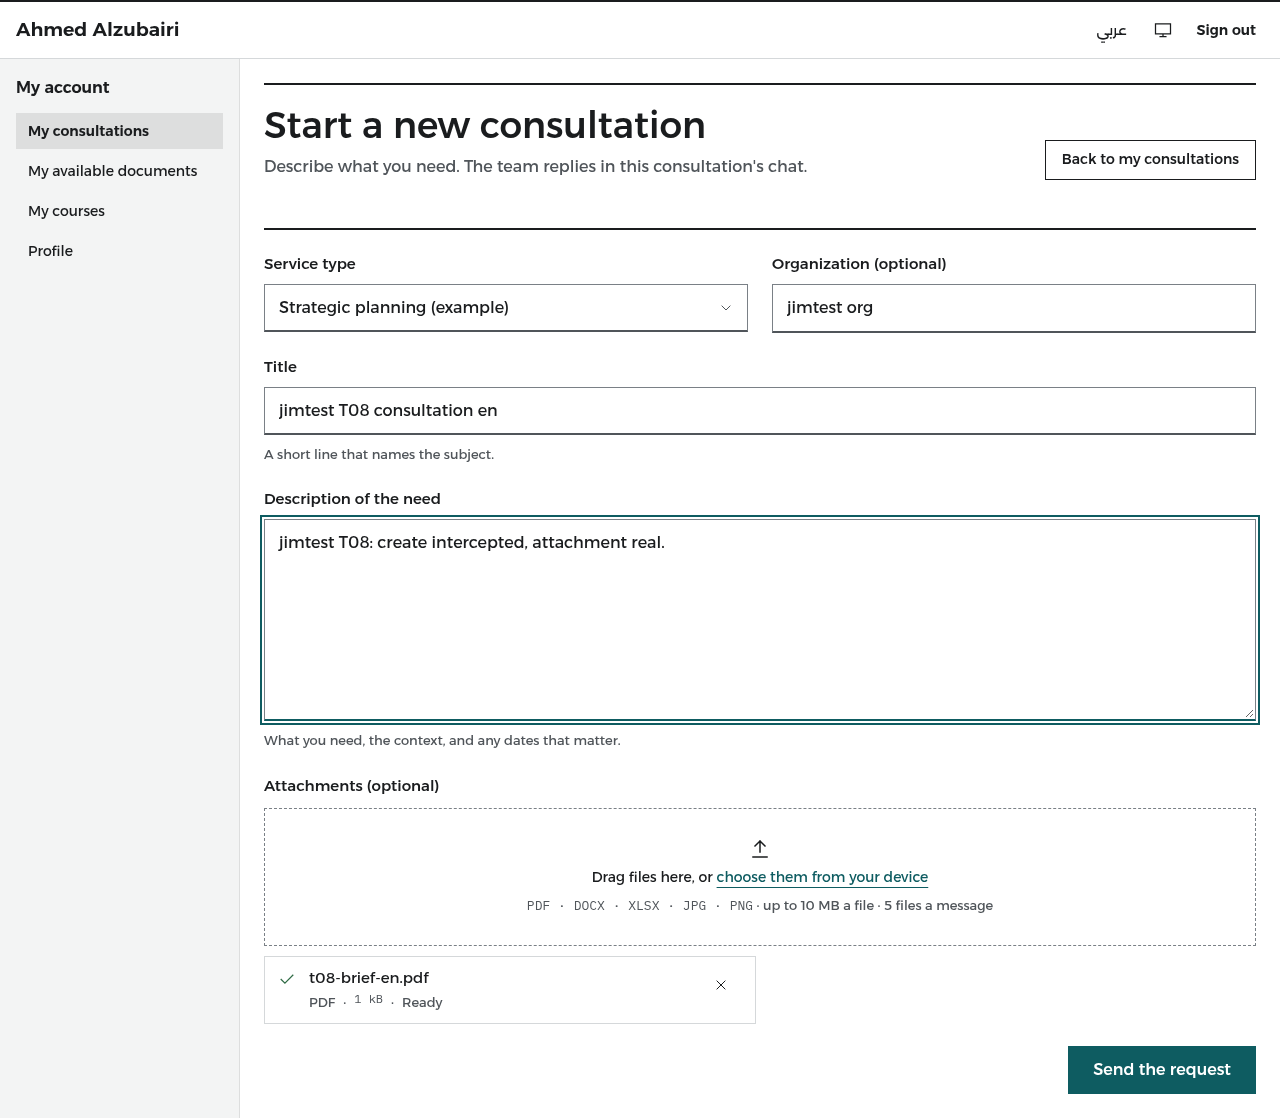 Ahmed Alzubairi
عربي
Sign out
My account
My consultations
My available documents
My courses
Profile
Start a new consultation
Describe what you need. The team replies in this consultation's chat.
Back to my consultations
Service type
Organization (optional)
Strategic planning (example)
jimtest org
Title
jimtest T08 consultation en
A short line that names the subject.
Description of the need
jimtest T08: create intercepted, attachment real.
What you need, the context, and any dates that matter.
Attachments (optional)
Drag files here, or choose them from your device
PDF · DOCX · XLSX · JPG · PNG · up to 10 MB a file · 5 files a message
t08-brief-en.pdf
PDF · 1 kB · Ready
Send the request